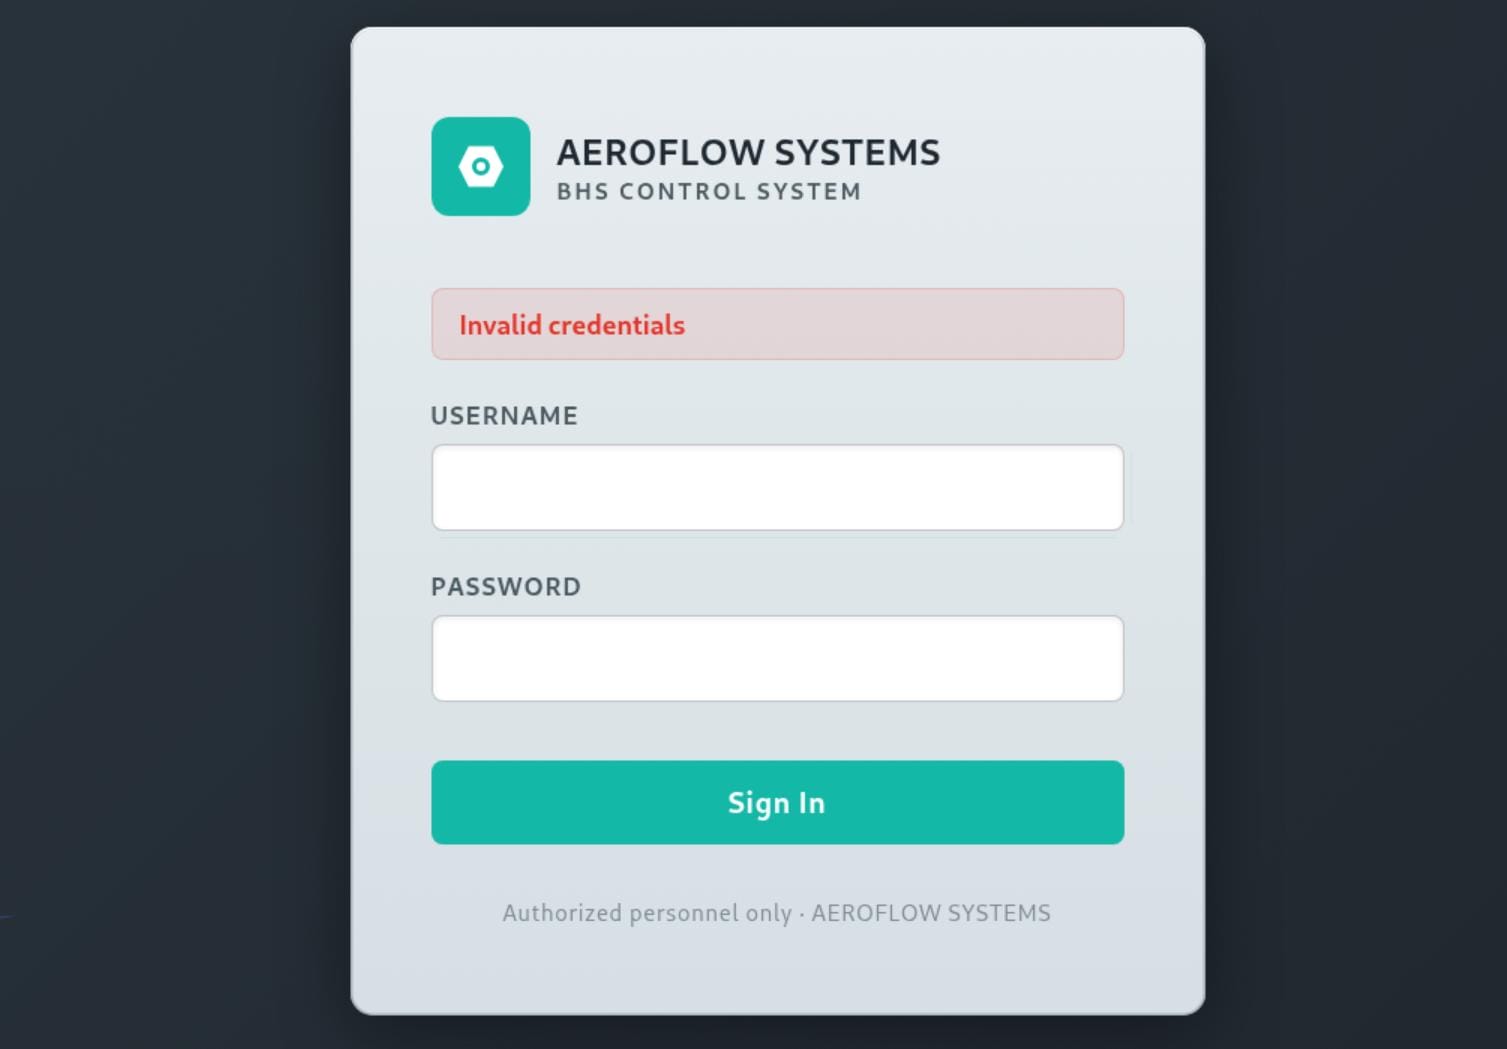 AEROFLOW SYSTEMS
BHS CONTROL SYSTEM
Invalid credentials
USERNAME
PASSWORD
Sign In
Authorized personnel only · AEROFLOW SYSTEMS